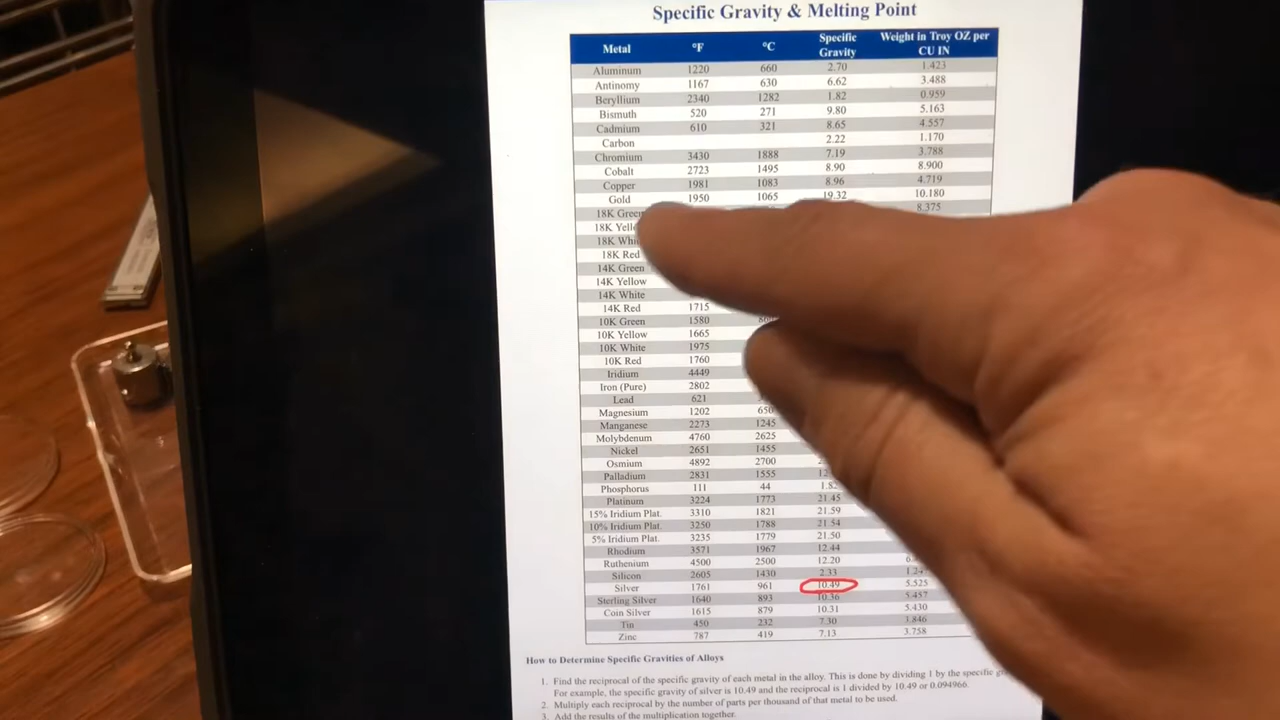 Specific Gravity & Melting Point
Metal °F °C Specific Gravity Weight in Troy OZ per CU IN
Aluminum 1220 660 2.70 1.423
Antinomy 1167 630 6.62 3.488
Beryllium 2340 1282 1.82 0.959
Bismuth 520 271 9.80 5.163
Cadmium 610 321 8.65 4.557
Carbon 2.22 1.170
Chromium 3430 1888 7.19 3.788
Cobalt 2723 1495 8.90 8.900
Copper 1981 1083 8.96 4.719
Gold 1950 1065 19.32 10.180
18K 8.375
18K
18K
18K Red
14K Green
14K Yellow
14K White
14K Red 1715
10K Green 1580
10K Yellow 1665
10K White 1975
10K Red 1760
Iridium 4449
Iron (Pure) 2802
Lead 621
Magnesium 1202 650
Manganese 2273 1245
Molybdenum 4760 2625
Nickel 2651 1455
Osmium 4892 2700
Palladium 2831 1555
Phosphorus 111 44 1.82
Platinum 3224 1773 21.45
15% Iridium Plat. 3310 1821 21.59
10% Iridium Plat. 3250 1788 21.54
5% Iridium Plat. 3235 1779 21.50
Rhodium 3571 1967 12.44
Ruthenium 4500 2500 12.20
Silicon 2605 1430 2.33
Silver 1761 961 10.49 5.525
Sterling Silver 1640 893 10.36 5.457
Coin Silver 1615 879 10.31 5.430
Tin 450 232 7.30 3.846
Zinc 787 419 7.13 3.758
How to Determine Specific Gravities of Alloys
1. Find the reciprocal of the specific gravity of each metal in the alloy. This is done by dividing 1 by the specific
For example, the specific gravity of silver is 10.49 and the reciprocal is 1 divided by 10.49 or 0.094966.
2. Multiply each reciprocal by the number of parts per thousand of that metal to be used.
3. Add the results of the multiplication together.